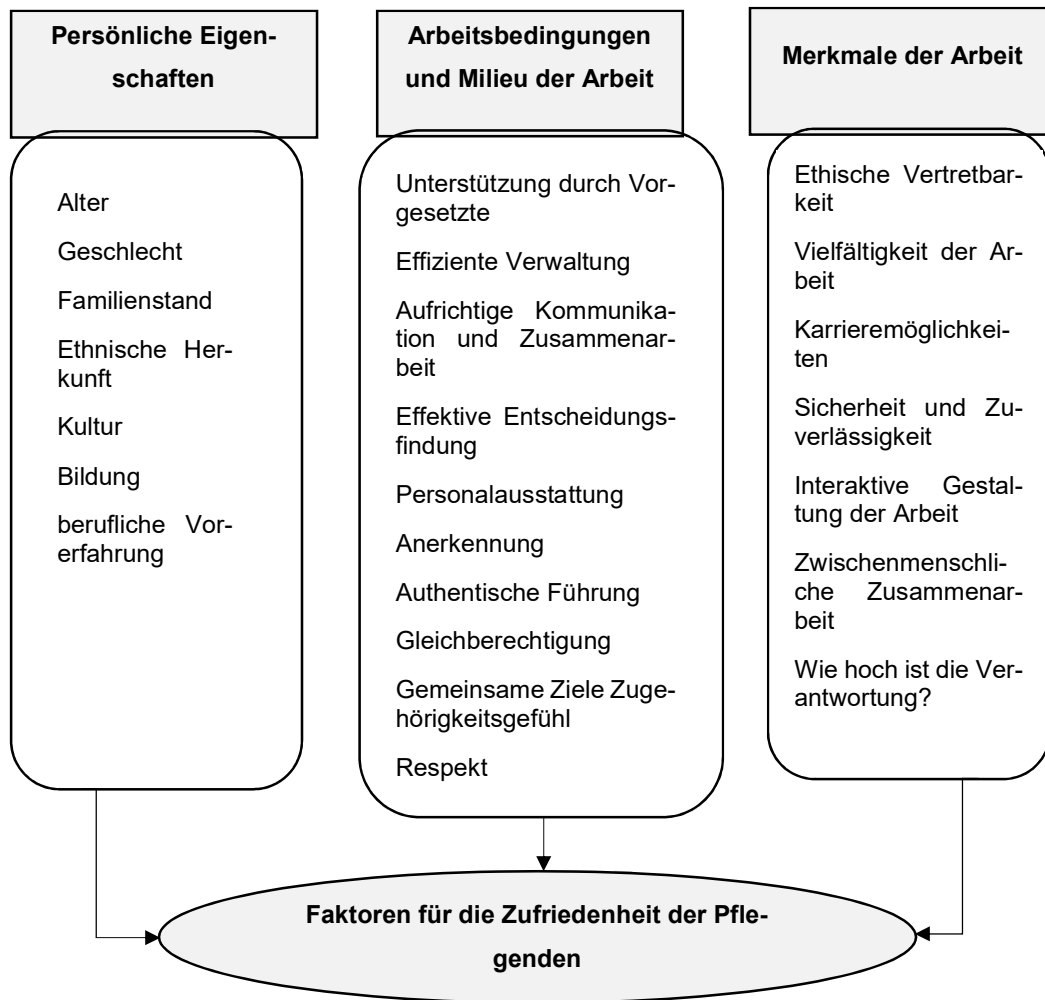 Persönliche Eigen-
schaften
Alter
Geschlecht
Familienstand
Ethnische Her-
kunft
Kultur
Bildung
berufliche Vor-
erfahrung
Arbeitsbedingungen
und Milieu der Arbeit
Unterstützung durch Vor-
gesetzte
Effiziente Verwaltung
Aufrichtige Kommunika-
tion und Zusammenar-
beit
Effektive Entscheidungs-
findung
Personalausstattung
Anerkennung
Authentische Führung
Gleichberechtigung
Gemeinsame Ziele Zuge-
hörigkeitsgefühl
Respekt
Merkmale der Arbeit
Ethische Vertretbar-
keit
Vielfältigkeit der Ar-
beit
Karrieremöglichkei-
ten
Sicherheit und Zu-
verlässigkeit
Interaktive Gestal-
tung der Arbeit
Zwischenmenschli-
che Zusammenar-
beit
Wie hoch ist die Ver-
antwortung?
Faktoren für die Zufriedenheit der Pfle-
genden